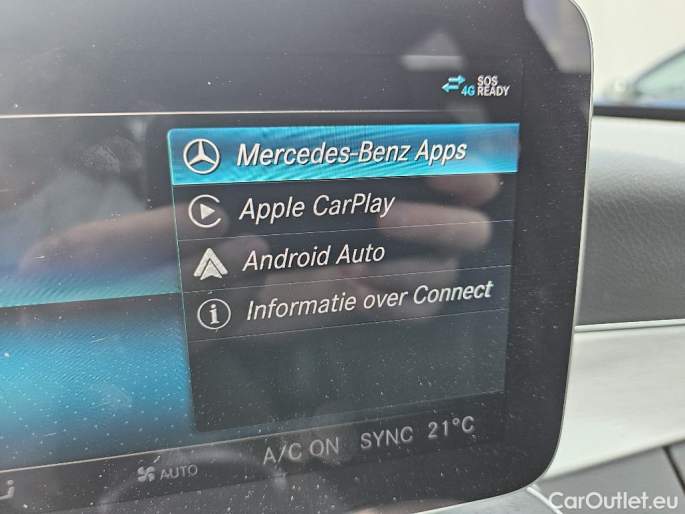 SOS
4G READY
Mercedes-Benz Apps
Apple CarPlay
Android Auto
Informatie over Connect
AUTO A/C ON SYNC 21°C
CarOutlet.eu